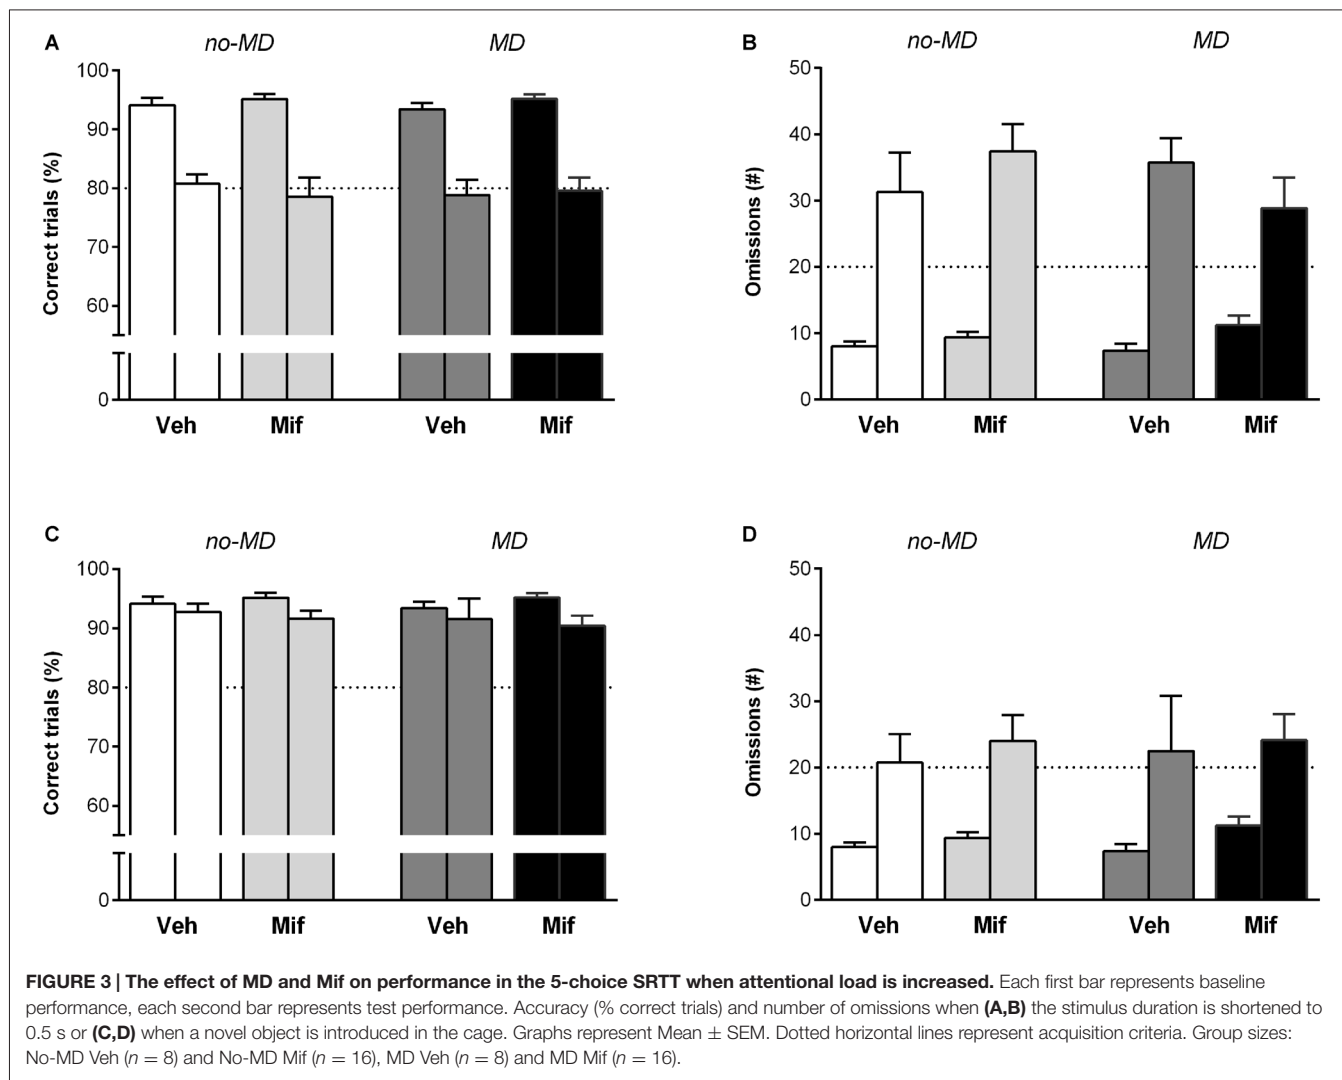 A
no-MD MD
Correct trials (%)
100
90
80
70
60
0
Veh Mif Veh Mif
B
no-MD MD
Omissions (#)
50
40
30
20
10
0
Veh Mif Veh Mif
C
no-MD MD
Correct trials (%)
100
90
80
70
60
0
Veh Mif Veh Mif
D
no-MD MD
Omissions (#)
50
40
30
20
10
0
Veh Mif Veh Mif
FIGURE 3 | The effect of MD and Mif on performance in the 5-choice SRTT when attentional load is increased. Each first bar represents baseline
performance, each second bar represents test performance. Accuracy (% correct trials) and number of omissions when (A,B) the stimulus duration is shortened to
0.5 s or (C,D) when a novel object is introduced in the cage. Graphs represent Mean ± SEM. Dotted horizontal lines represent acquisition criteria. Group sizes:
No-MD Veh (n = 8) and No-MD Mif (n = 16), MD Veh (n = 8) and MD Mif (n = 16).